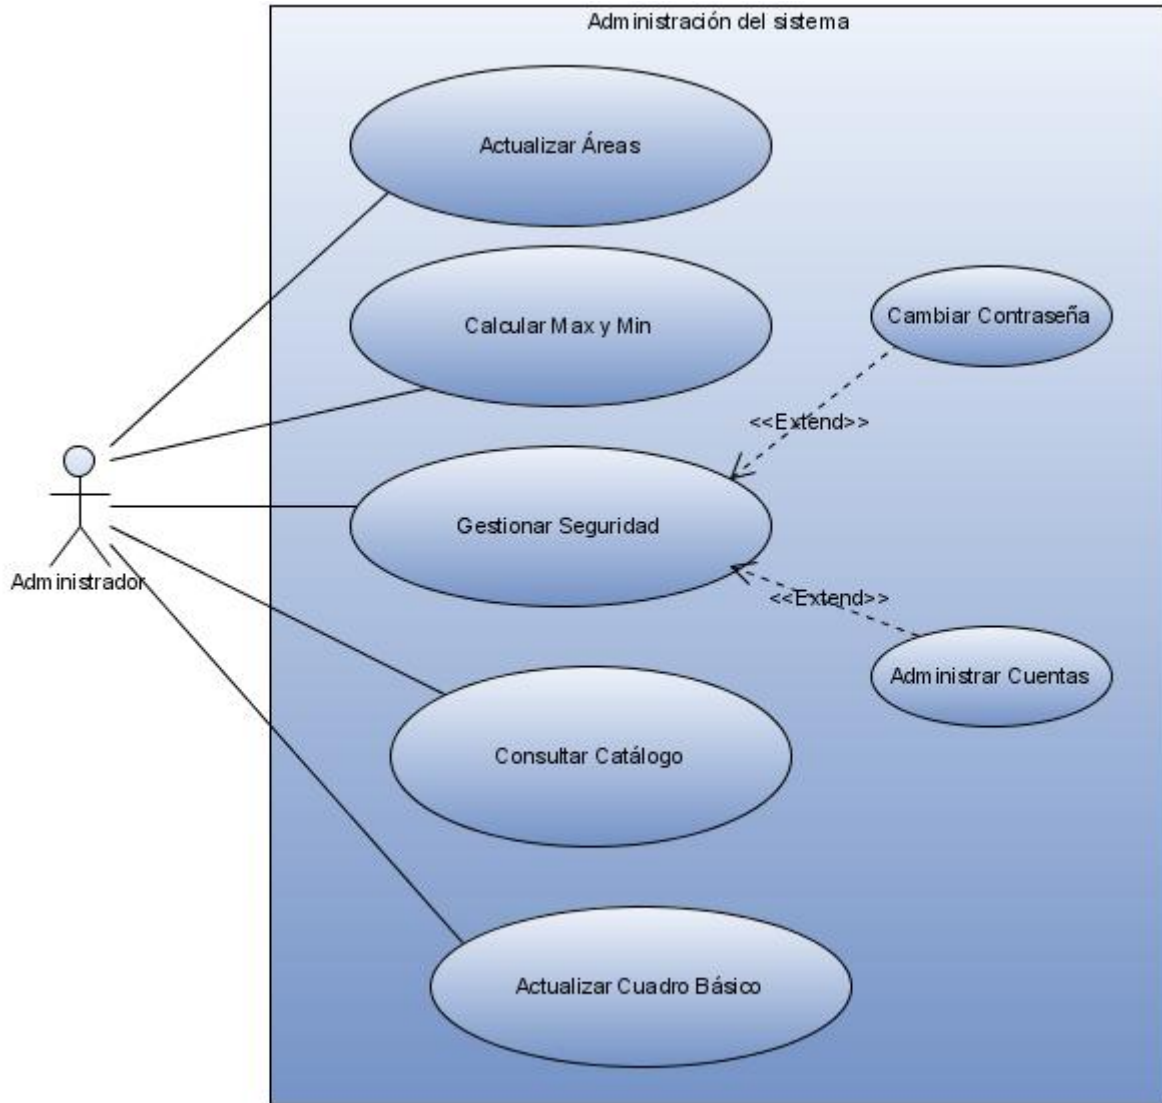 Administración del sistema
Actualizar Áreas
Calcular Max y Min
Cambiar Contraseña
<<Extend>>
Gestionar Seguridad
Administrador
<<Extend>>
Administrar Cuentas
Consultar Catálogo
Actualizar Cuadro Básico